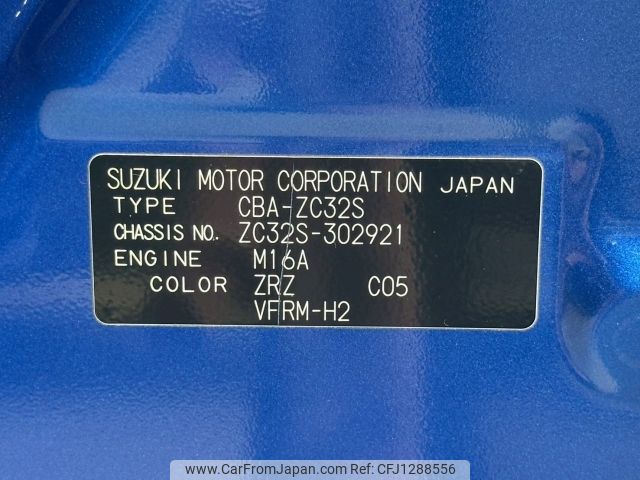 SUZUKI MOTOR CORPORATION JAPAN
TYPE CBA-ZC32S
CHASSIS NO. ZC32S-302921
ENGINE M16A
COLOR ZRZ C05
VFRM-H2
www.CarFromJapan.com - Ref No: CFJ1288556